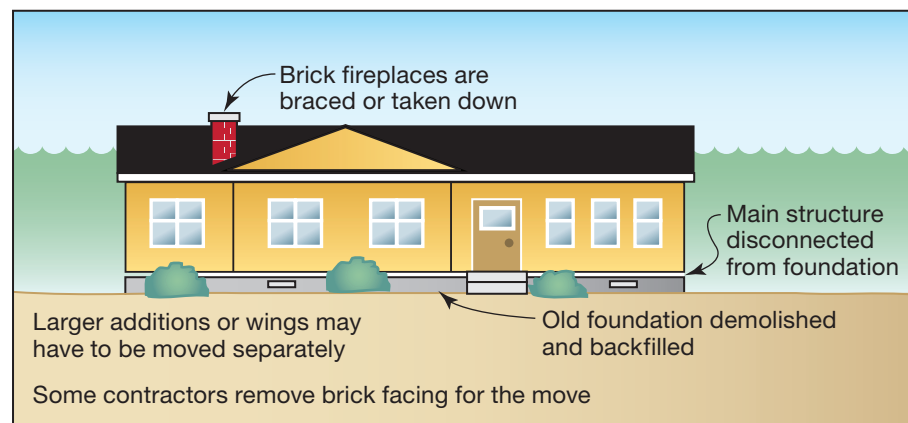 Brick fireplaces are
braced or taken down
Main structure
disconnected
from foundation
Larger additions or wings may
have to be moved separately
Old foundation demolished
and backfilled
Some contractors remove brick facing for the move